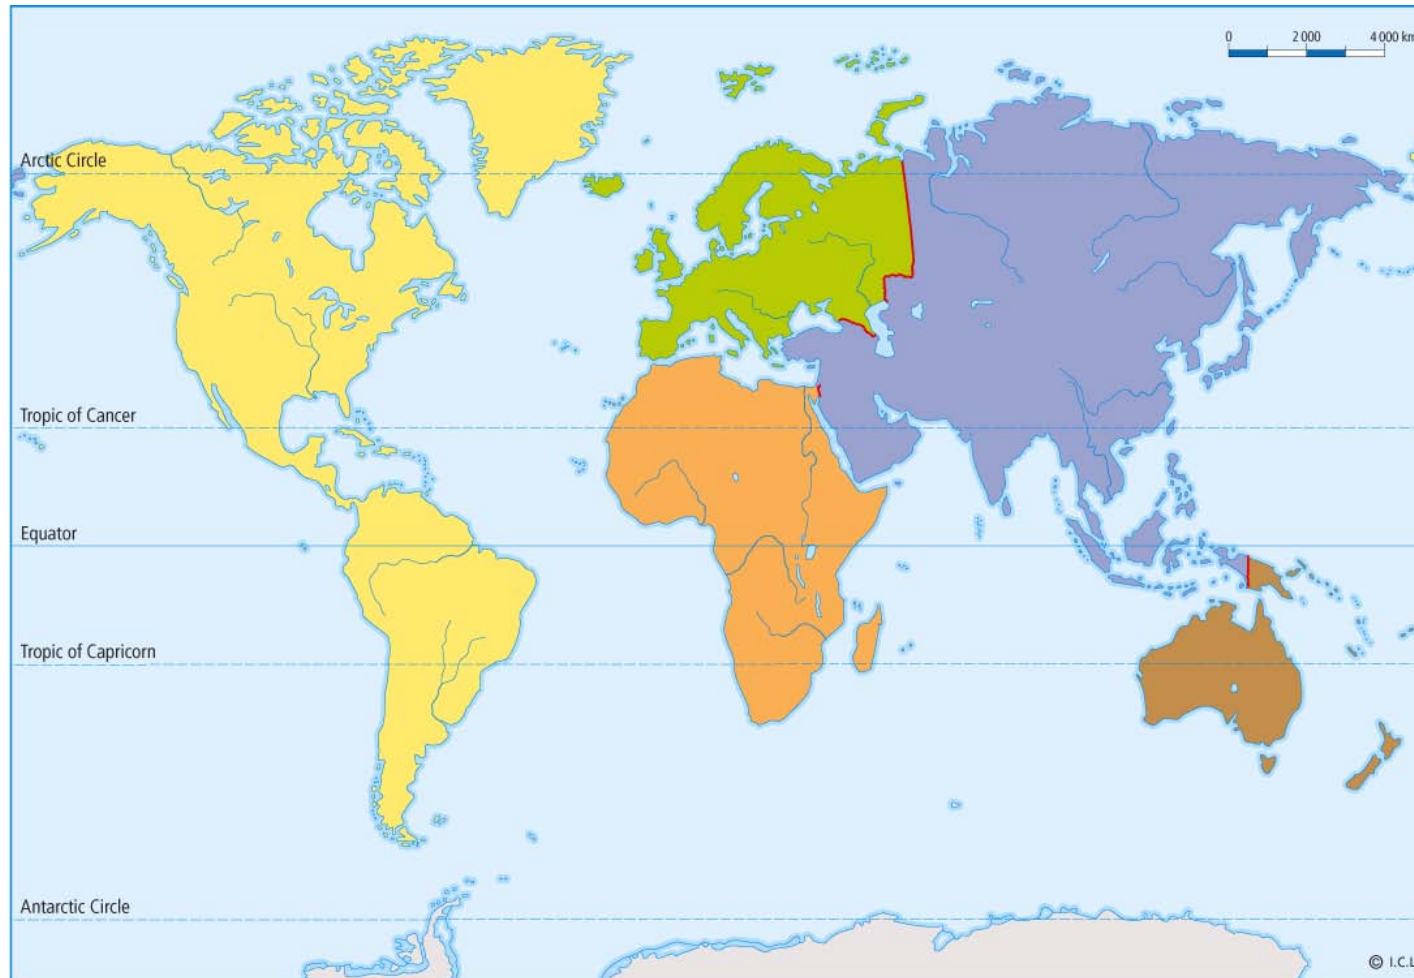 0 2 000 4 000 km
Arctic Circle
Tropic of Cancer
Equator
Tropic of Capricorn
Antarctic Circle
© I.C.L